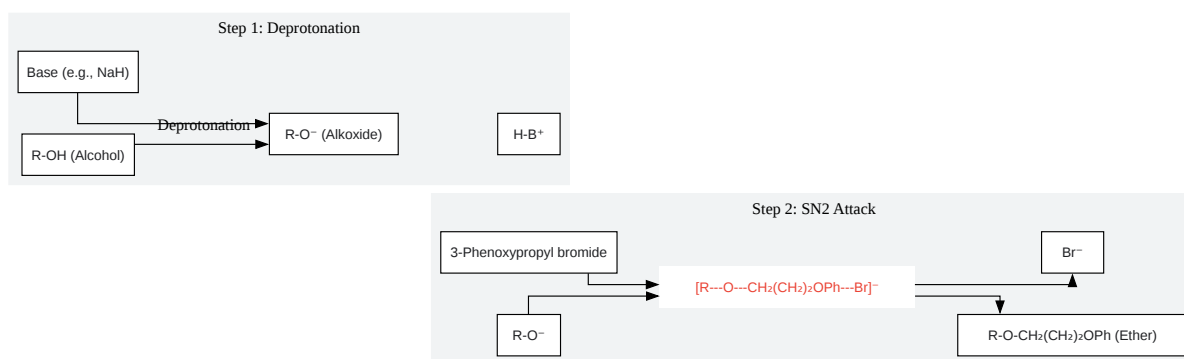 Step 1: Deprotonation
Base (e.g., NaH)
Deprotonation
R-O⁻ (Alkoxide)
H-B⁺
R-OH (Alcohol)
Step 2: SN2 Attack
3-Phenoxypropyl bromide
Br⁻
[R---O---CH₂(CH₂)₂OPh---Br]⁻
R-O⁻
R-O-CH₂(CH₂)₂OPh (Ether)